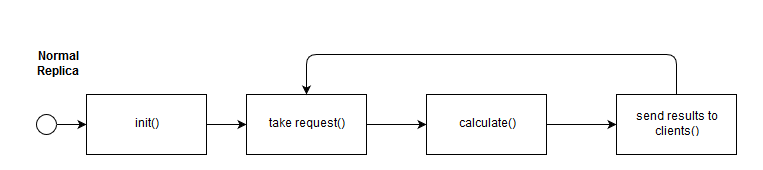 Normal
Replica
init()
take request()
calculate()
send results to
clients()